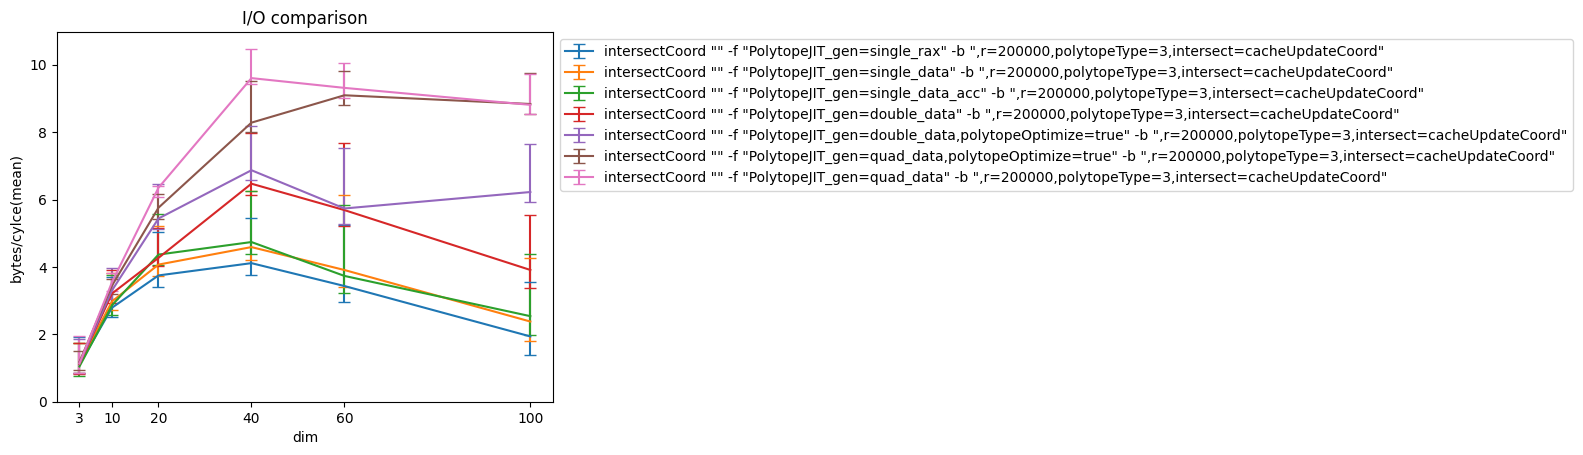 I/O comparison
bytes/cylce(mean)
10
8
6
4
2
0
3 10 20 40 60 100
dim
intersectCoord "" -f "PolytopeJIT_gen=single_rax" -b ",r=200000,polytopeType=3,intersect=cacheUpdateCoord"
intersectCoord "" -f "PolytopeJIT_gen=single_data" -b ",r=200000,polytopeType=3,intersect=cacheUpdateCoord"
intersectCoord "" -f "PolytopeJIT_gen=single_data_acc" -b ",r=200000,polytopeType=3,intersect=cacheUpdateCoord"
intersectCoord "" -f "PolytopeJIT_gen=double_data" -b ",r=200000,polytopeType=3,intersect=cacheUpdateCoord"
intersectCoord "" -f "PolytopeJIT_gen=double_data,polytopeOptimize=true" -b ",r=200000,polytopeType=3,intersect=cacheUpdateCoord"
intersectCoord "" -f "PolytopeJIT_gen=quad_data,polytopeOptimize=true" -b ",r=200000,polytopeType=3,intersect=cacheUpdateCoord"
intersectCoord "" -f "PolytopeJIT_gen=quad_data" -b ",r=200000,polytopeType=3,intersect=cacheUpdateCoord"